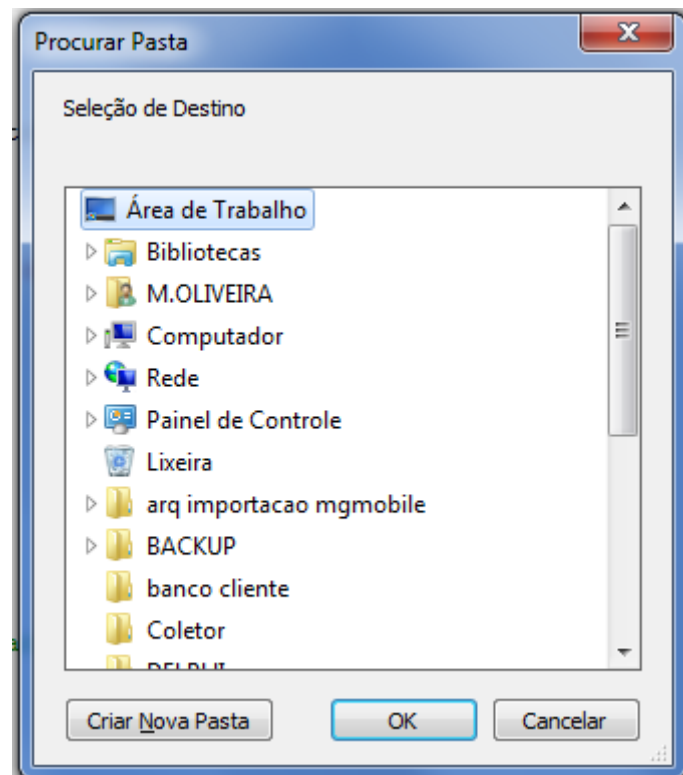 Procurar Pasta
Seleção de Destino
Área de Trabalho
Bibliotecas
M.OLIVEIRA
Computador
Rede
Painel de Controle
Lixeira
arq importacao mgmobile
BACKUP
banco cliente
Coletor
DELPHI
Criar Nova Pasta OK Cancelar